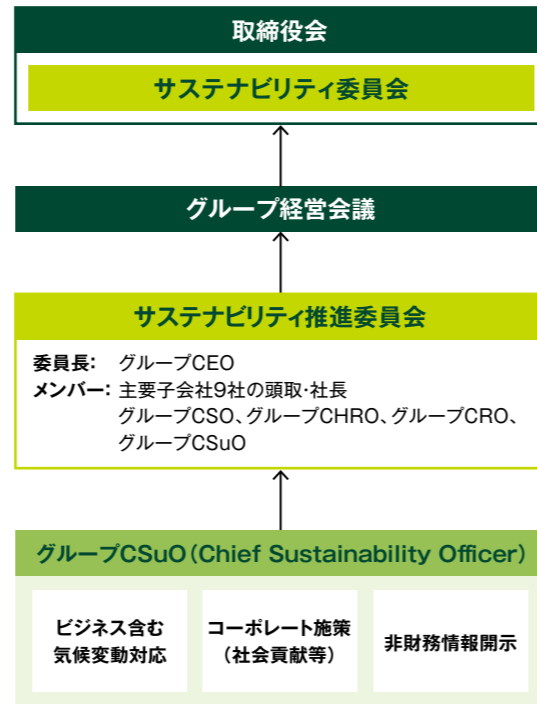 取締役会
サステナビリティ委員会
グループ経営会議
サステナビリティ推進委員会
委員長: グループCEO
メンバー: 主要子会社9社の頭取・社長
グループCSO、グループCHRO、グループCRO、
グループCSuO
グループCSuO（Chief Sustainability Officer）
ビジネス含む
気候変動対応
コーポレート施策
（社会貢献等）
非財務情報開示